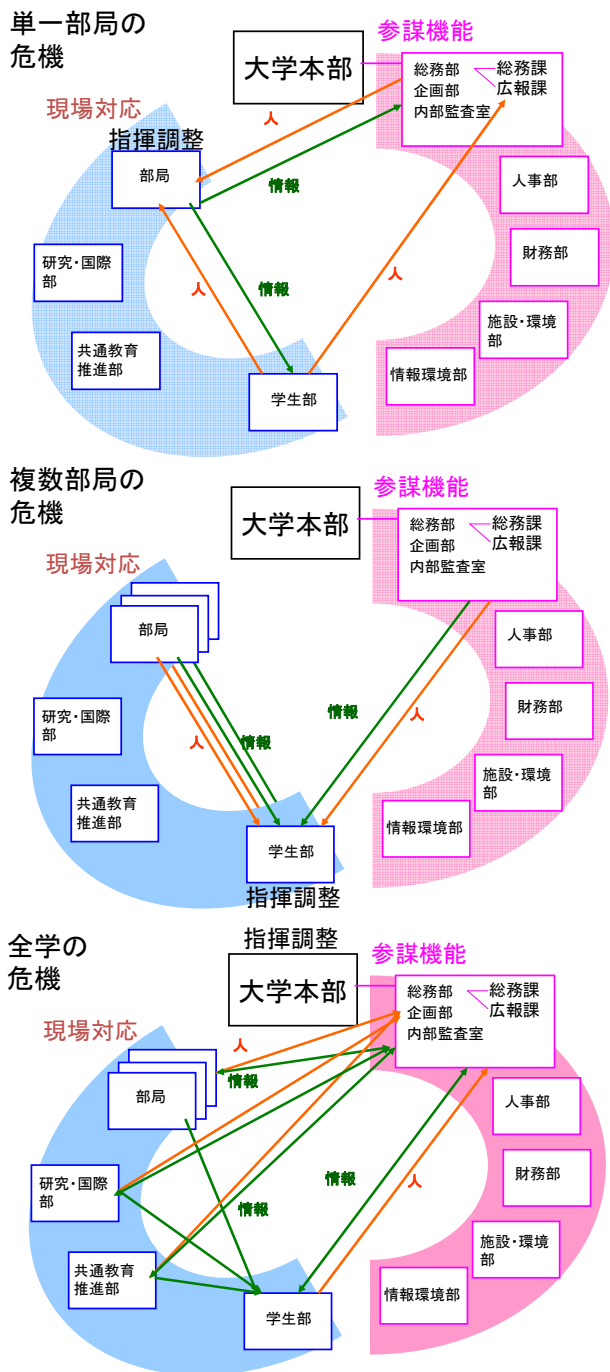 単一部局の
危機
大学本部
参謀機能
総務部
企画部
内部監査室
総務課
広報課
現場対応
指揮調整
部局
人
情報
人事部
研究・国際
部
財務部
人
情報
人
共通教育
推進部
施設・環境
部
情報環境部
学生部
複数部局の
危機
大学本部
参謀機能
総務部
企画部
内部監査室
総務課
広報課
現場対応
部局
人事部
研究・国際
部
財務部
人
情報
情報
人
共通教育
推進部
施設・環境
部
情報環境部
学生部
指揮調整
全学の
危機
指揮調整
大学本部
参謀機能
総務部
企画部
内部監査室
総務課
広報課
現場対応
人
情報
部局
人事部
研究・国際
部
財務部
情報
情報
人
共通教育
推進部
施設・環境
部
情報環境部
学生部